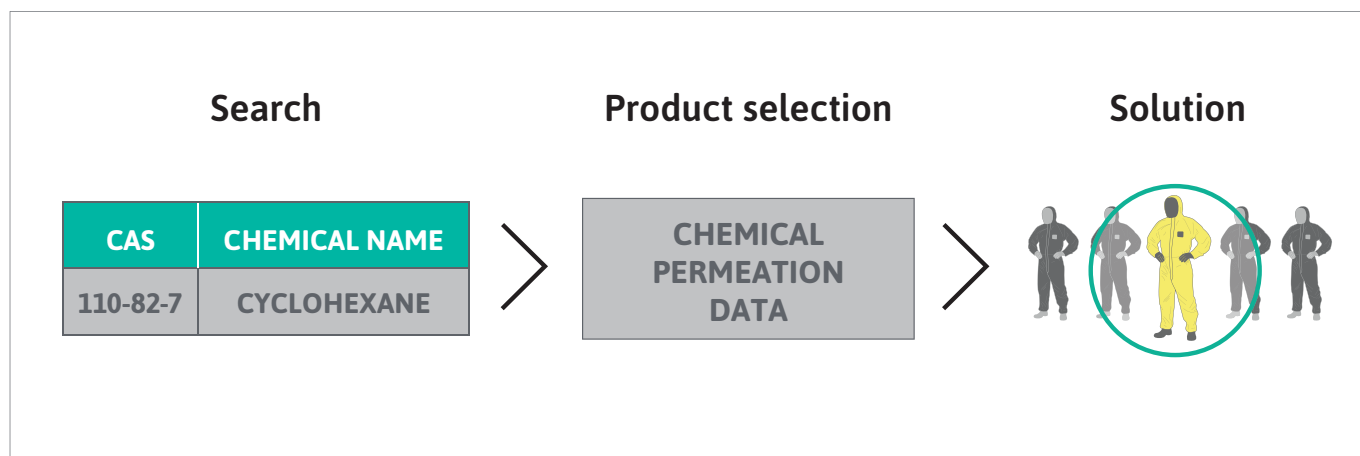 Search
Product selection
Solution
CAS
CHEMICAL NAME
110-82-7
CYCLOHEXANE
CHEMICAL
PERMEATION
DATA